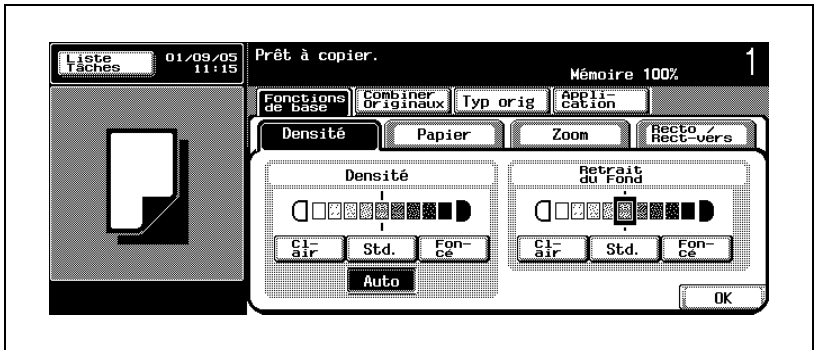 Liste
Tâches
01/09/05
11:15
Prêt à copier.
Mémoire 100%
1
Fonctions
de base
Combiner
Originaux
Typ orig
Appli-
cation
Densité
Papier
Zoom
Recto /
Rect-vers
Densité
Cl-
air
Std.
Fon-
cé
Auto
Retrait
du Fond
Cl-
air
Std.
Fon-
cé
OK